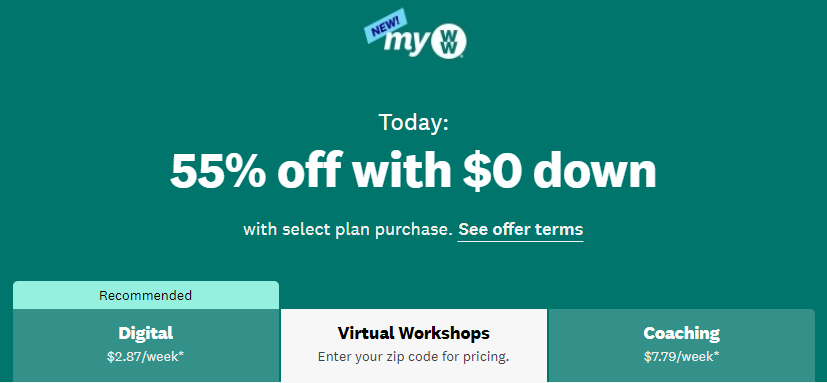 NEW!
my WW
Today:
55% off with $0 down
with select plan purchase. See offer terms
Recommended
Digital
$2.87/week*
Virtual Workshops
Enter your zip code for pricing.
Coaching
$7.79/week*